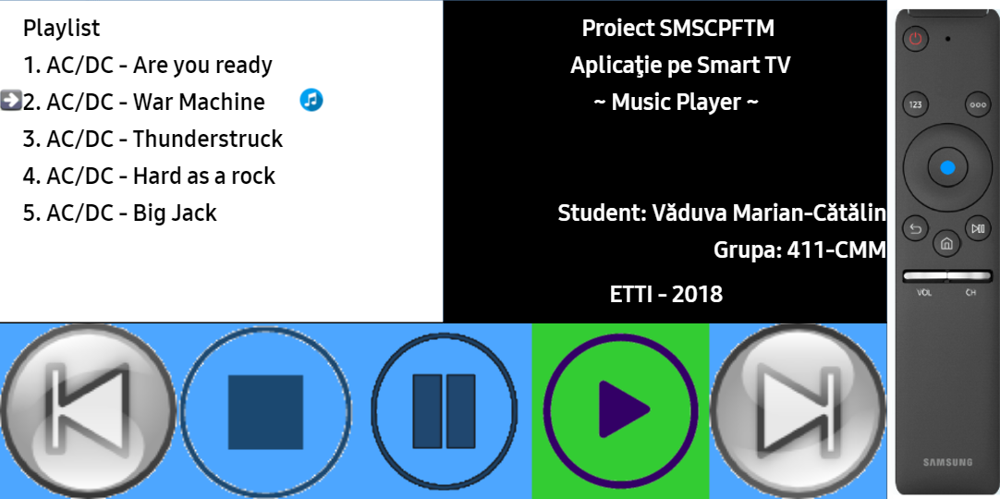 Playlist
1. AC/DC - Are you ready
2. AC/DC - War Machine
3. AC/DC - Thunderstruck
4. AC/DC - Hard as a rock
5. AC/DC - Big Jack
Proiect SMSCPFTM
Aplicaţie pe Smart TV
~ Music Player ~
Student: Văduva Marian-Cătălin
Grupa: 411-CMM
ETTI - 2018
123
VOL CH
SAMSUNG